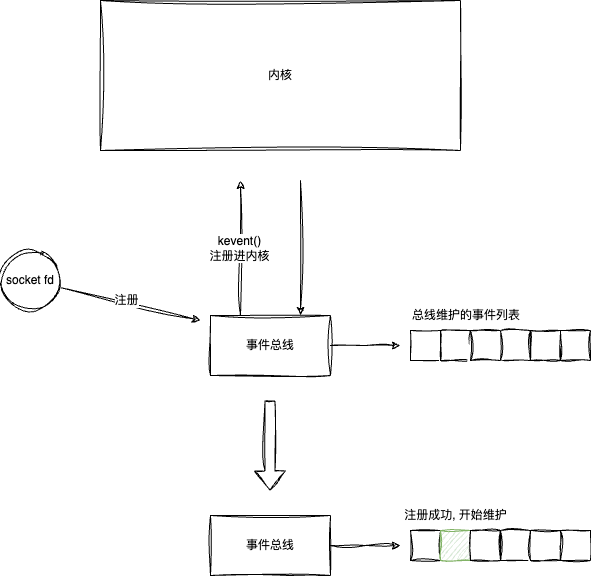 内核
kevent()
注册进内核
socket fd
注册
总线维护的事件列表
事件总线
注册成功, 开始维护
事件总线